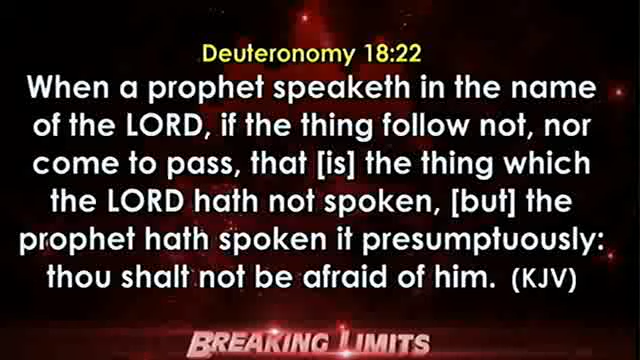 Deuteronomy 18:22
When a prophet speaketh in the name
of the LORD, if the thing follow not, nor
come to pass, that [is] the thing which
the LORD hath not spoken, [but] the
prophet hath spoken it presumptuously:
thou shalt not be afraid of him. (KJV)
BREAKING LIMITS